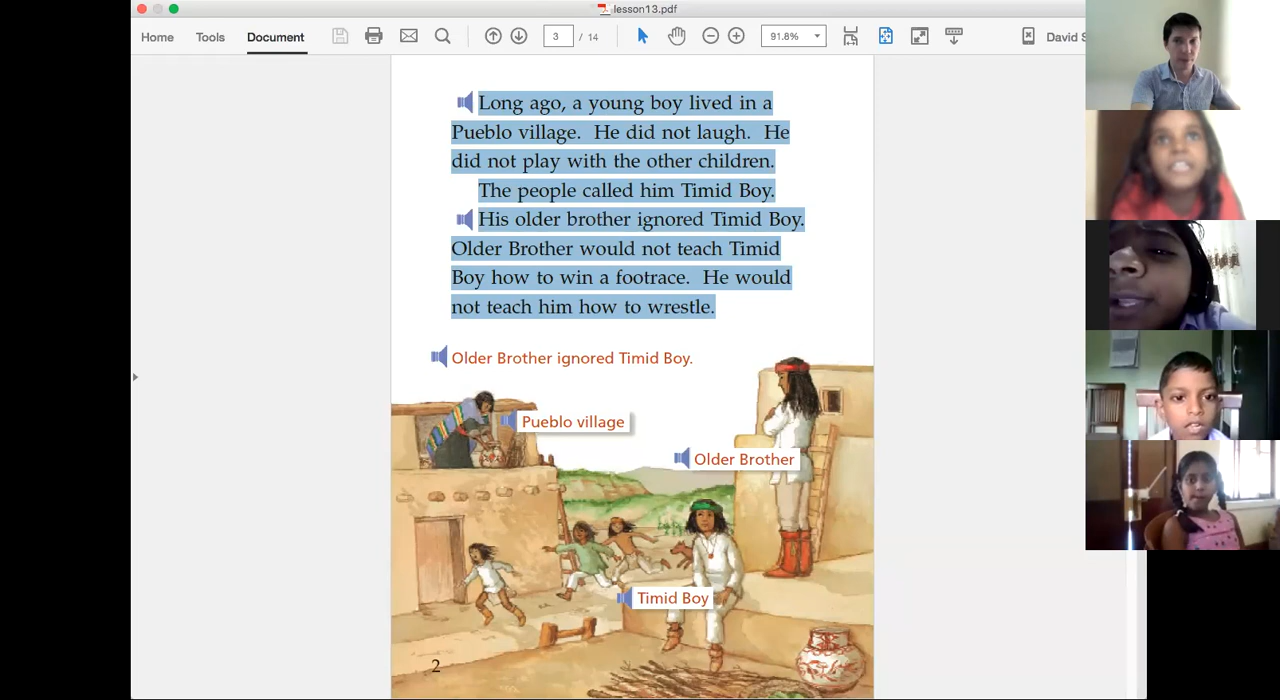 lesson13.pdf
Home Tools Document 3 / 14 91.8% David S
Long ago, a young boy lived in a
Pueblo village. He did not laugh. He
did not play with the other children.
The people called him Timid Boy.
His older brother ignored Timid Boy.
Older Brother would not teach Timid
Boy how to win a footrace. He would
not teach him how to wrestle.
Older Brother ignored Timid Boy.
Pueblo village
Older Brother
Timid Boy
2